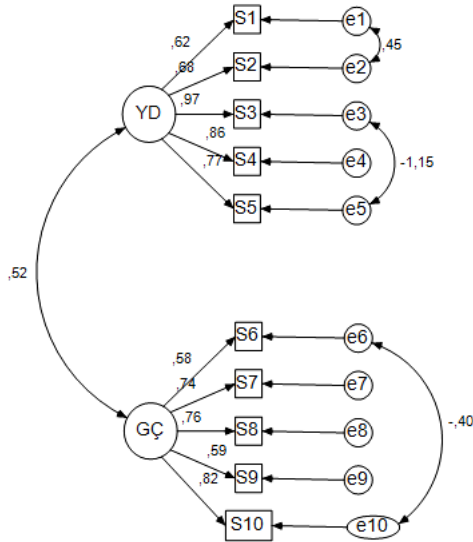 S1
e1
,62
,45
S2
e2
,68
,97
YD
S3
e3
,86
S4
e4
-1,15
,77
S5
e5
,52
S6
e6
,58
S7
e7
,74
,76
-,40
GÇ
S8
e8
,59
S9
e9
,82
S10
e10